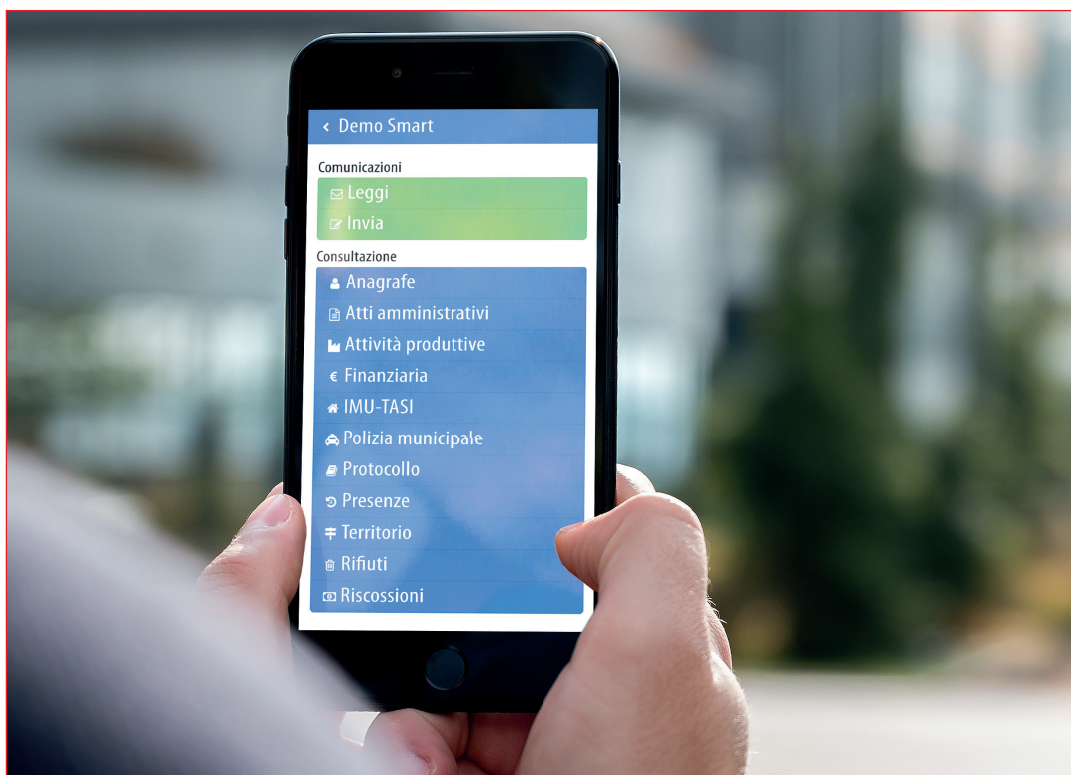 Demo Smart
Comunicazioni
Leggi
Invia
Consultazione
Anagrafe
Atti amministrativi
Attività produttive
€ Finanziaria
IMU-TASI
Polizia municipale
Protocollo
Presenze
Territorio
Rifiuti
Riscossioni